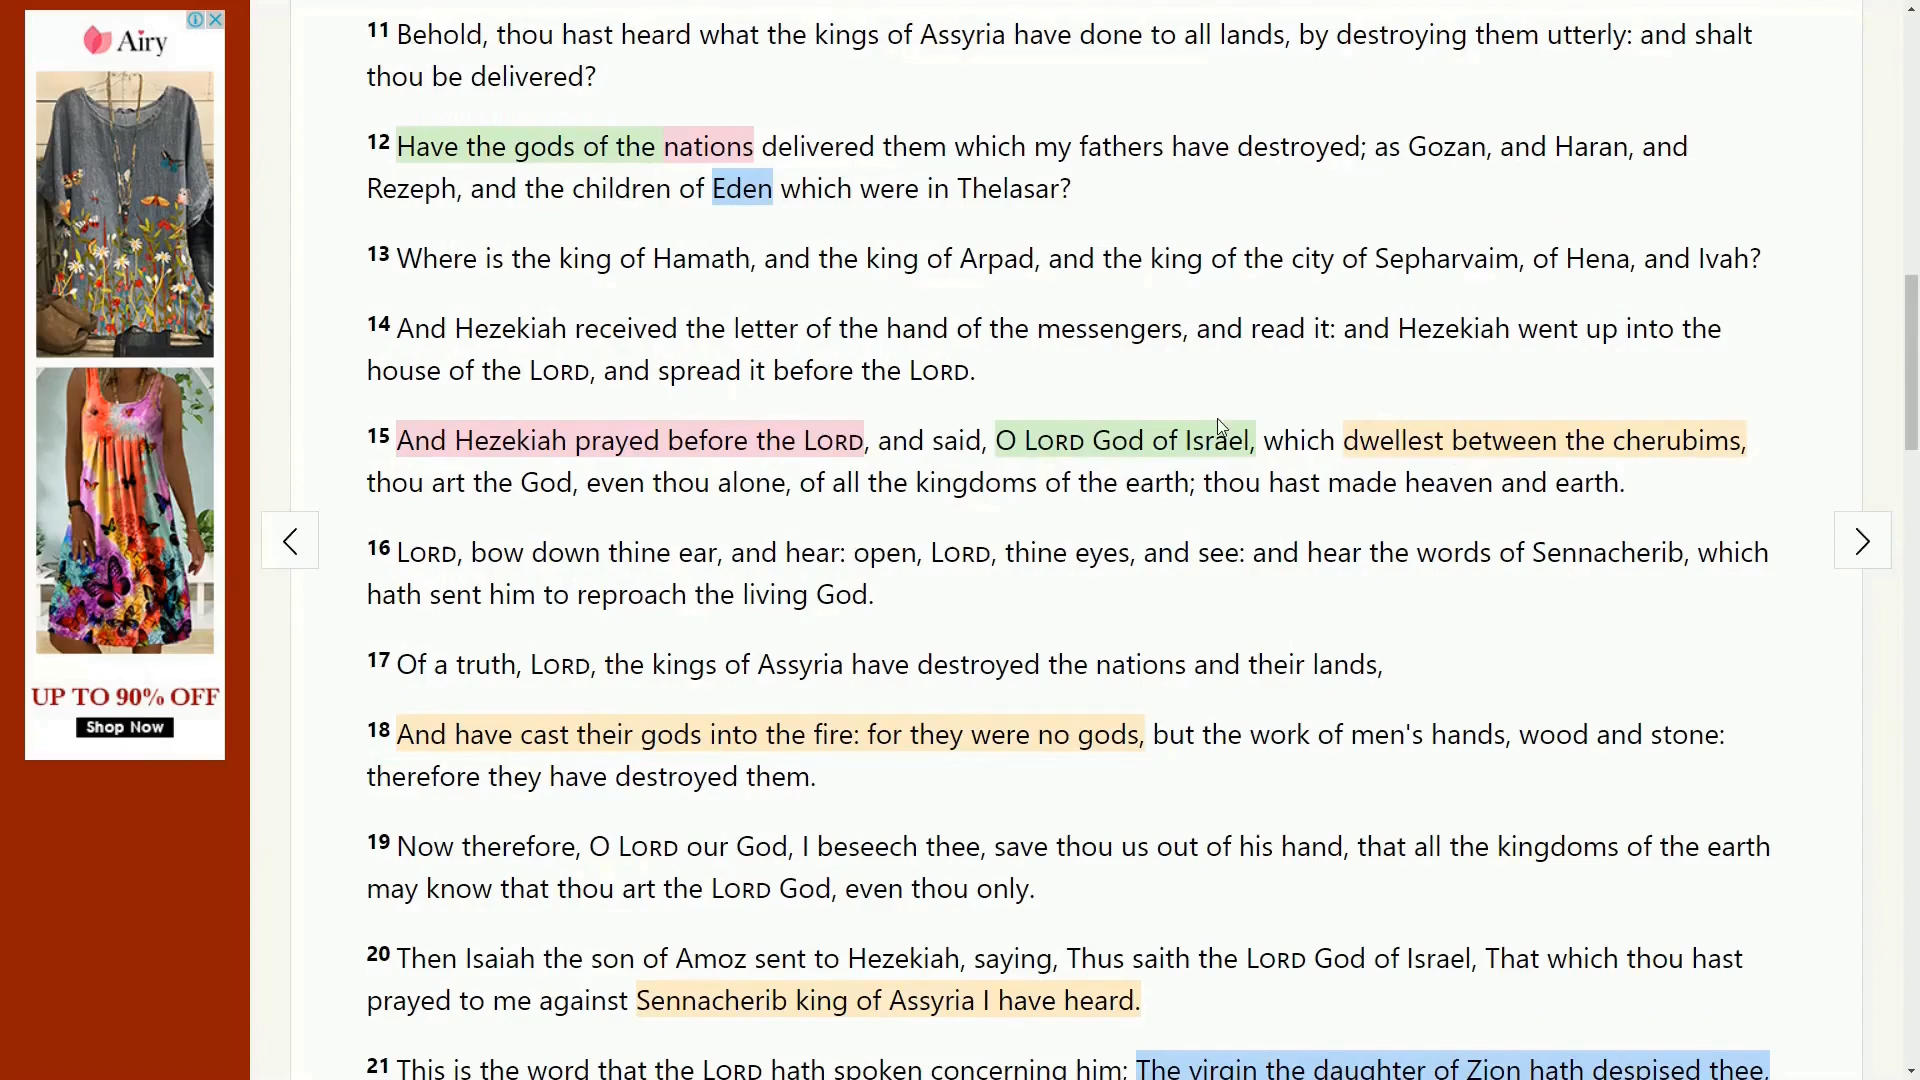 Airy
UP TO 90% OFF
Shop Now
11 Behold, thou hast heard what the kings of Assyria have done to all lands, by destroying them utterly: and shalt
thou be delivered?
12 Have the gods of the nations delivered them which my fathers have destroyed; as Gozan, and Haran, and
Rezeph, and the children of Eden which were in Thelasar?
13 Where is the king of Hamath, and the king of Arpad, and the king of the city of Sepharvaim, of Hena, and Ivah?
14 And Hezekiah received the letter of the hand of the messengers, and read it: and Hezekiah went up into the
house of the LORD, and spread it before the LORD.
15 And Hezekiah prayed before the LORD, and said, O LORD God of Israel, which dwellest between the cherubims,
thou art the God, even thou alone, of all the kingdoms of the earth; thou hast made heaven and earth.
16 LORD, bow down thine ear, and hear: open, LORD, thine eyes, and see: and hear the words of Sennacherib, which
hath sent him to reproach the living God.
17 Of a truth, LORD, the kings of Assyria have destroyed the nations and their lands,
18 And have cast their gods into the fire: for they were no gods, but the work of men's hands, wood and stone:
therefore they have destroyed them.
19 Now therefore, O LORD our God, I beseech thee, save thou us out of his hand, that all the kingdoms of the earth
may know that thou art the LORD God, even thou only.
20 Then Isaiah the son of Amoz sent to Hezekiah, saying, Thus saith the LORD God of Israel, That which thou hast
prayed to me against Sennacherib king of Assyria I have heard.
21 This is the word that the LORD hath spoken concerning him; The virgin the daughter of Zion hath despised thee,